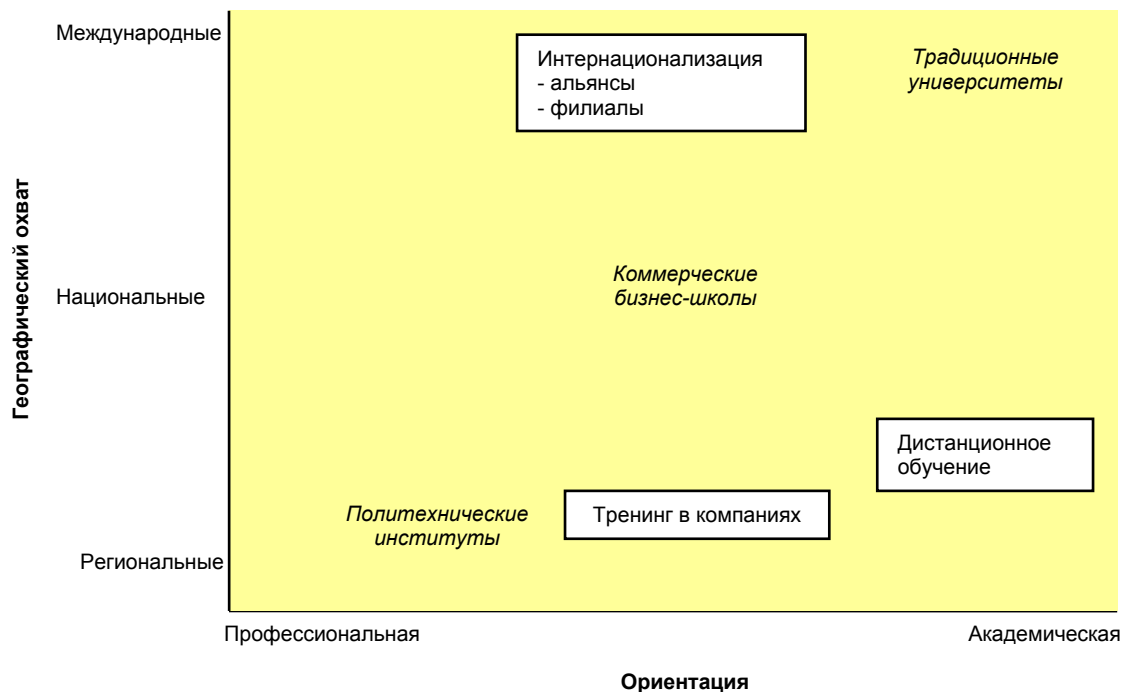 Международные
Интернационализация
- альянсы
- филиалы
Традиционные
университеты
Географический охват
Национальные
Коммерческие
бизнес-школы
Дистанционное
обучение
Политехнические
институты
Тренинг в компаниях
Региональные
Профессиональная
Академическая
Ориентация